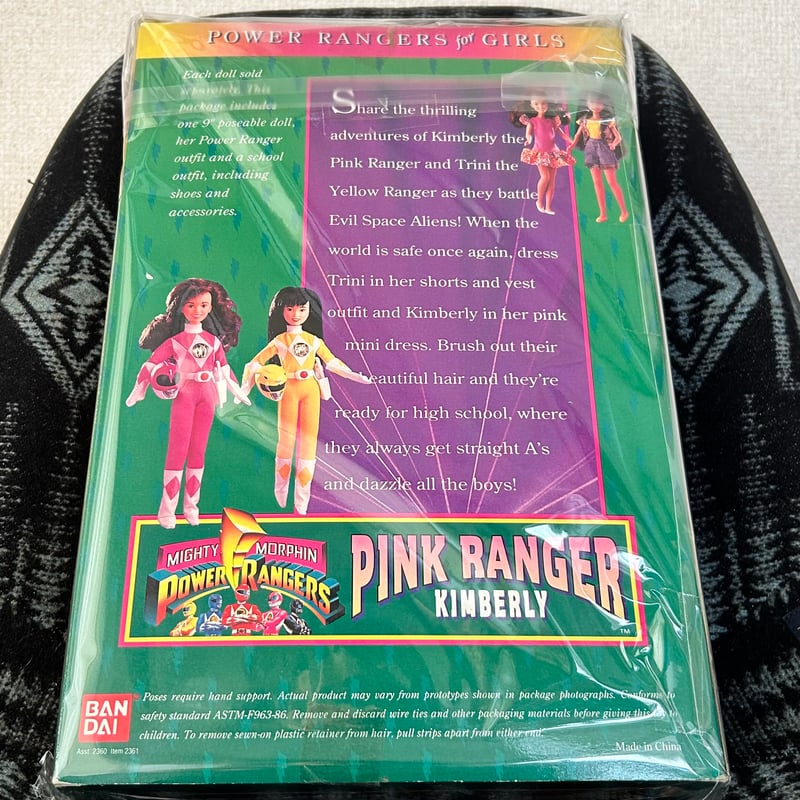 POWER RANGERS for GIRLS
Each doll sold
separately. This
package includes
one 9" poseable doll,
her Power Ranger
outfit and a school
outfit, including
shoes and
accessories.
Share the thrilling
adventures of Kimberly the
Pink Ranger and Trini the
Yellow Ranger as they battle
Evil Space Aliens! When the
world is safe once again, dress
Trini in her shorts and vest
outfit and Kimberly in her pink
mini dress. Brush out their
beautiful hair and they're
ready for high school, where
they always get straight A's
and dazzle all the boys!
MIGHTY MORPHIN
POWER RANGERS
PINK RANGER
KIMBERLY
TM
BAN
DAI
Poses require hand support. Actual product may vary from prototypes shown in package photographs. Conforms to
safety standard ASTM-F963-86. Remove and discard wire ties and other packaging materials before giving this toy to
children. To remove sewn-on plastic retainer from hair, pull strips apart from either end.
Asst. 2360 Item 2361
Made in China